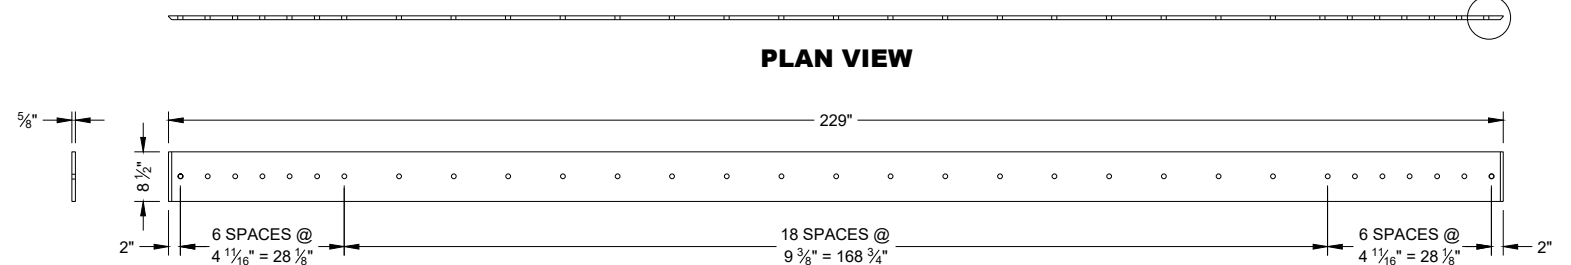 PLAN VIEW
5/8"
229"
8 1/2"
2"
6 SPACES @
4 11/16" = 28 1/8"
18 SPACES @
9 3/8" = 168 3/4"
6 SPACES @
4 11/16" = 28 1/8"
2"